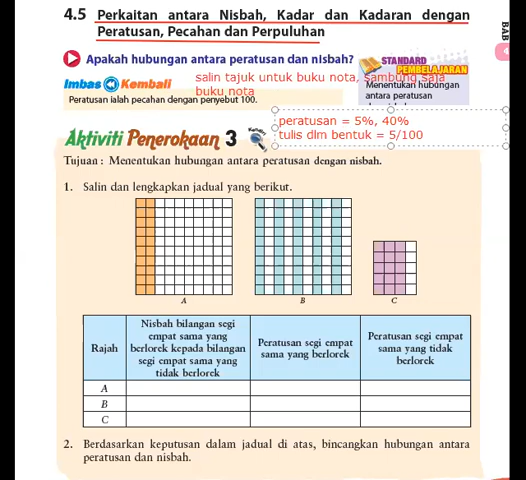 4.5 Perkaitan antara Nisbah, Kadar dan Kadaran dengan
Peratusan, Pecahan dan Perpuluhan
BAB
Apakah hubungan antara peratusan dan nisbah?
STANDARD
PEMBELAJARAN
Menentukan hubungan
antara peratusan
Imbas Kembali
Peratusan ialah pecahan dengan penyebut 100.
salin tajuk untuk buku nota, sambung saja
buku nota
peratusan = 5%, 40%
tulis dlm bentuk = 5/100
Aktiviti Penerokaan 3
Tujuan : Menentukan hubungan antara peratusan dengan nisbah.
1. Salin dan lengkapkan jadual yang berikut.
A
B
C
Rajah
Nisbah bilangan segi
empat sama yang
berlorek kepada bilangan
segi empat sama yang
tidak berlorek
Peratusan segi empat
sama yang berlorek
Peratusan segi empat
sama yang tidak
berlorek
A
B
C
2. Berdasarkan keputusan dalam jadual di atas, bincangkan hubungan antara
peratusan dan nisbah.